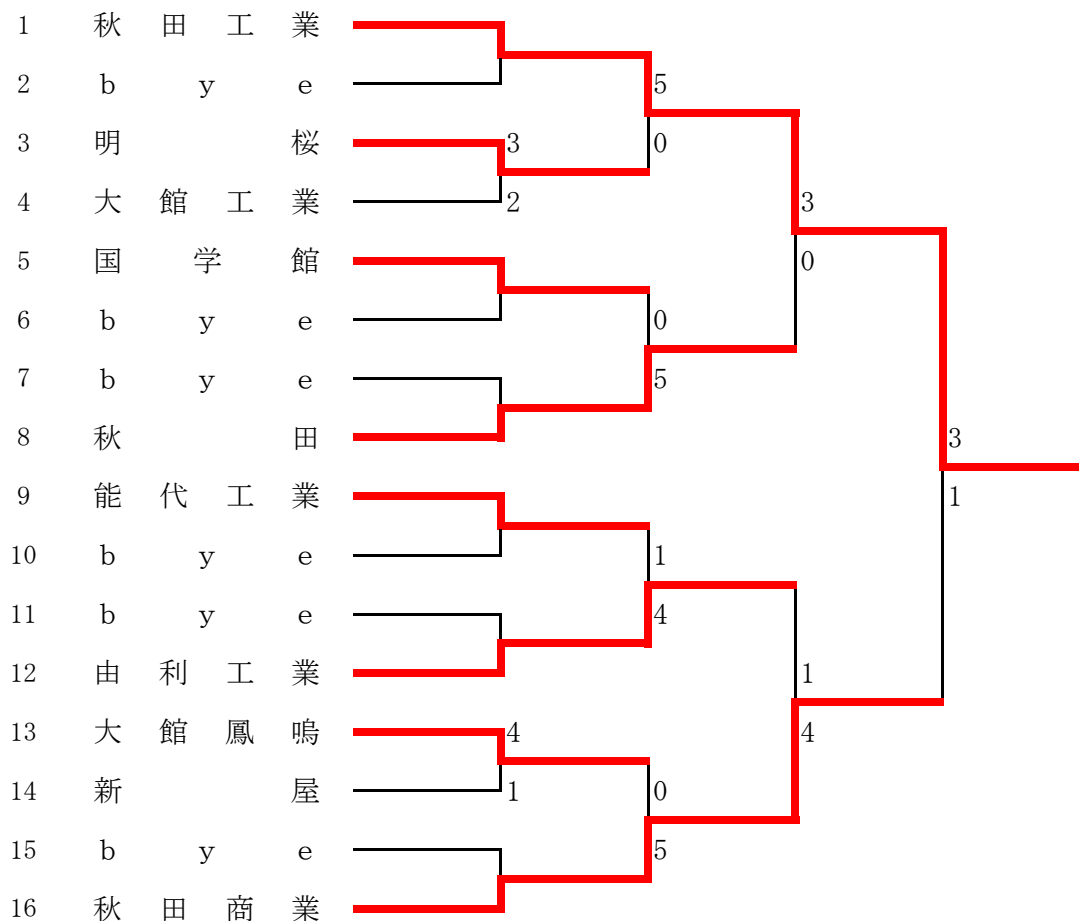 1 秋田工業
2 bye
5
3 明桜 3
0
4 大館工業 2
3
5 国学館
0
6 bye
0
7 bye
5
8 秋田
3
9 能代工業
1
10 bye
1
11 bye
4
12 由利工業
1
13 大館鳳鳴 4
4
14 新屋 1
0
15 bye
5
16 秋田商業